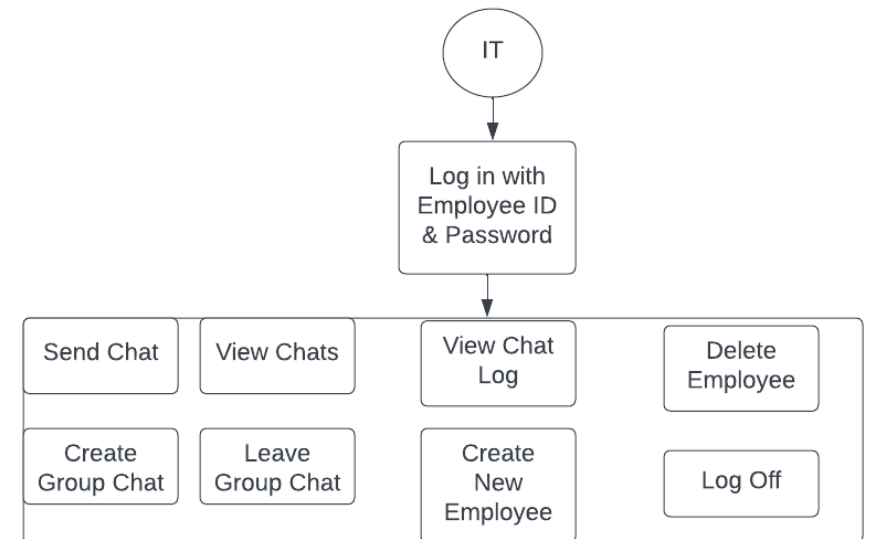 IT
Log in with
Employee ID
& Password
Send Chat
View Chats
View Chat
Log
Delete
Employee
Create
Group Chat
Leave
Group Chat
Create
New
Employee
Log Off